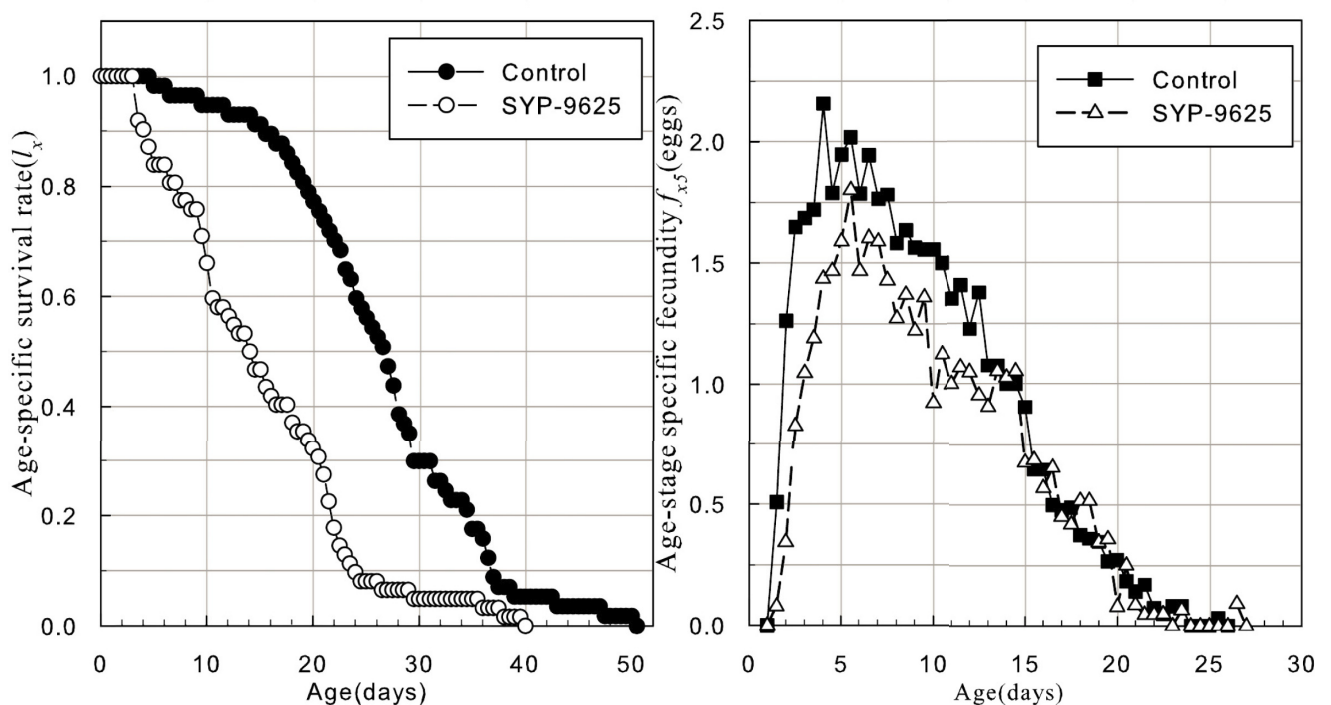 Age-specific survival rate(lx)
1.0
0.8
0.6
0.4
0.2
0.0
Control
SYP-9625
0 10 20 30 40 50
Age(days)
Age-stage specific fecundity fx5(eggs)
2.5
2.0
1.5
1.0
0.5
0.0
Control
SYP-9625
0 5 10 15 20 25 30
Age(days)